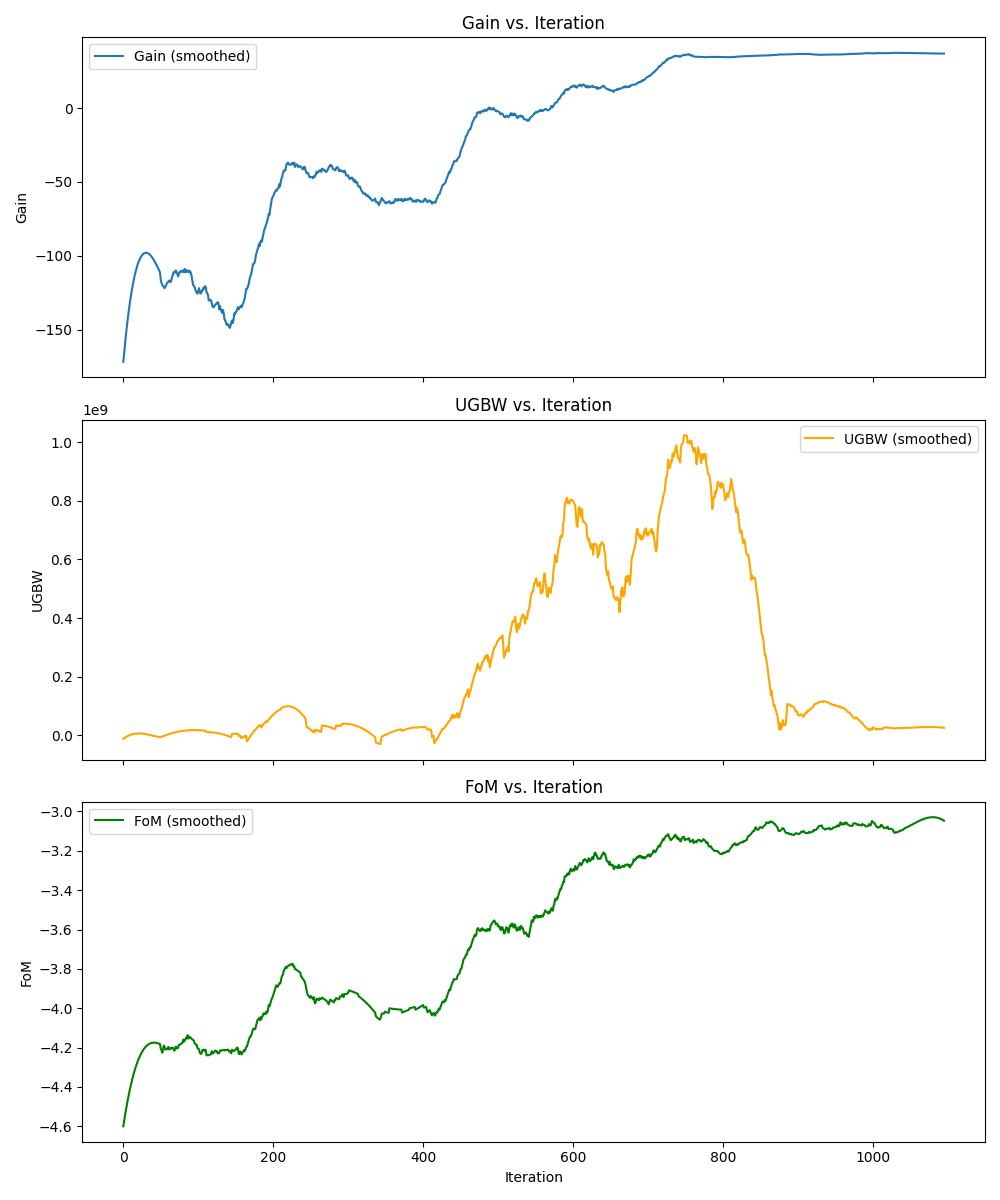 Gain vs. Iteration
Gain (smoothed)
0
−50
−100
−150
Gain
UGBW vs. Iteration
1e9
UGBW (smoothed)
1.0
0.8
0.6
0.4
0.2
0.0
UGBW
FoM vs. Iteration
FoM (smoothed)
−3.0
−3.2
−3.4
−3.6
−3.8
−4.0
−4.2
−4.4
−4.6
FoM
0 200 400 600 800 1000
Iteration